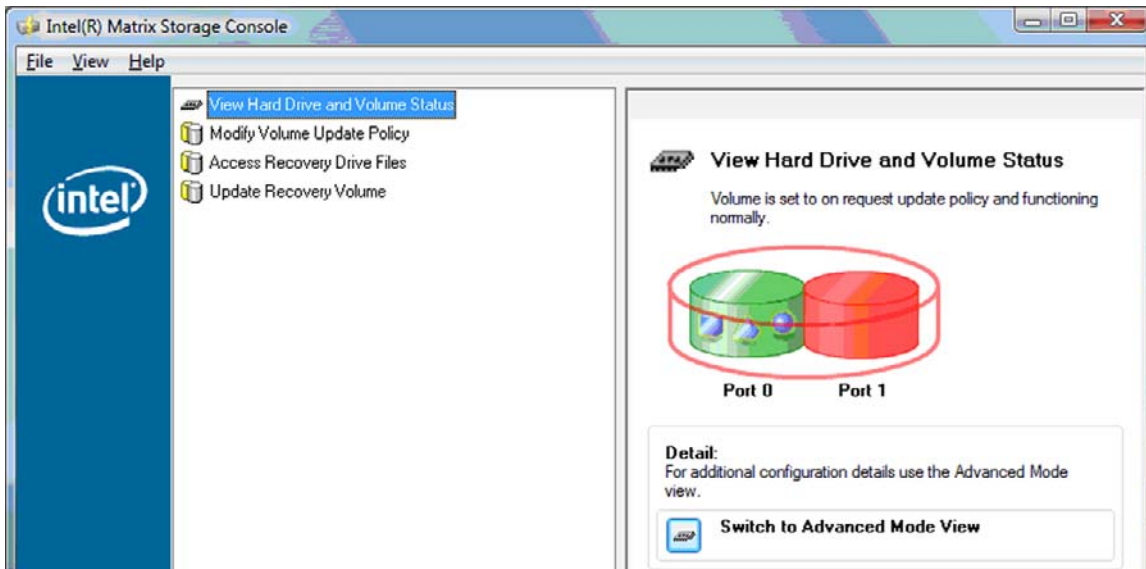 Intel(R) Matrix Storage Console
File View Help
intel
View Hard Drive and Volume Status
Modify Volume Update Policy
Access Recovery Drive Files
Update Recovery Volume
View Hard Drive and Volume Status
Volume is set to on request update policy and functioning
normally.
Port 0 Port 1
Detail:
For additional configuration details use the Advanced Mode
view.
Switch to Advanced Mode View